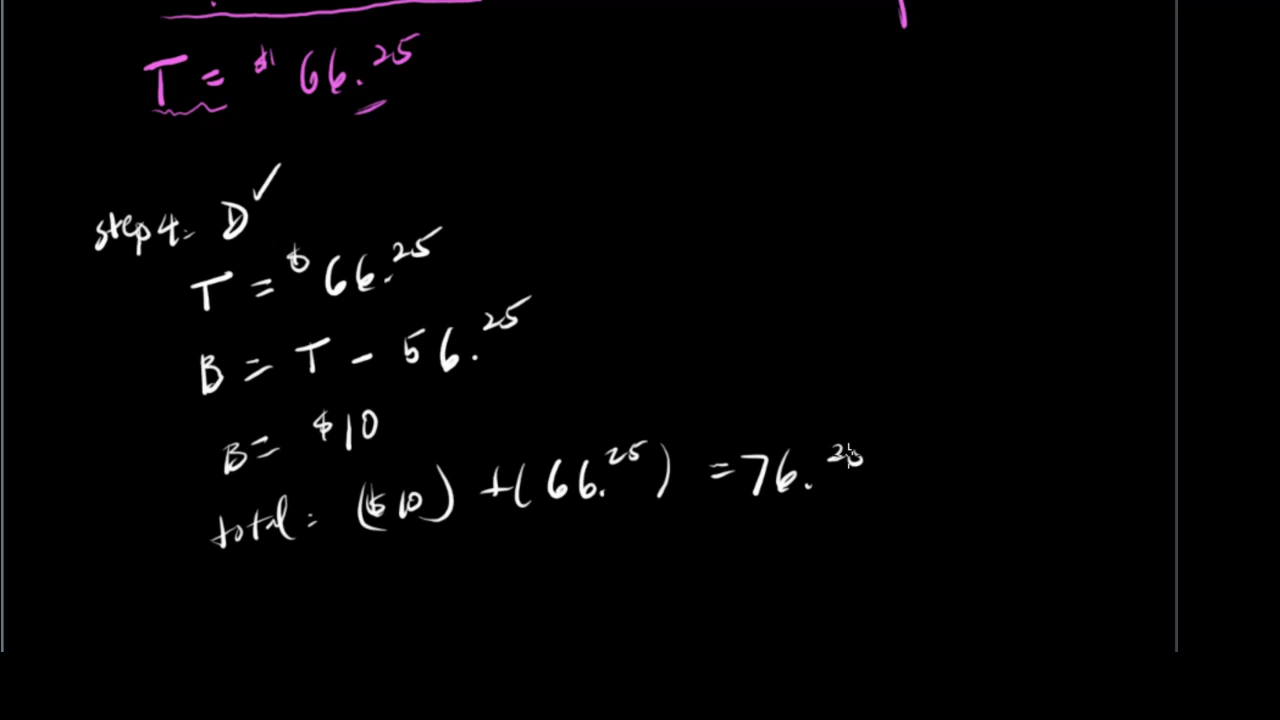 T = $ 66.25
step 4: D ✓
T = $ 66.25
B = T - 56.25
B = $10
total: ($10) + (66.25) = 76.25